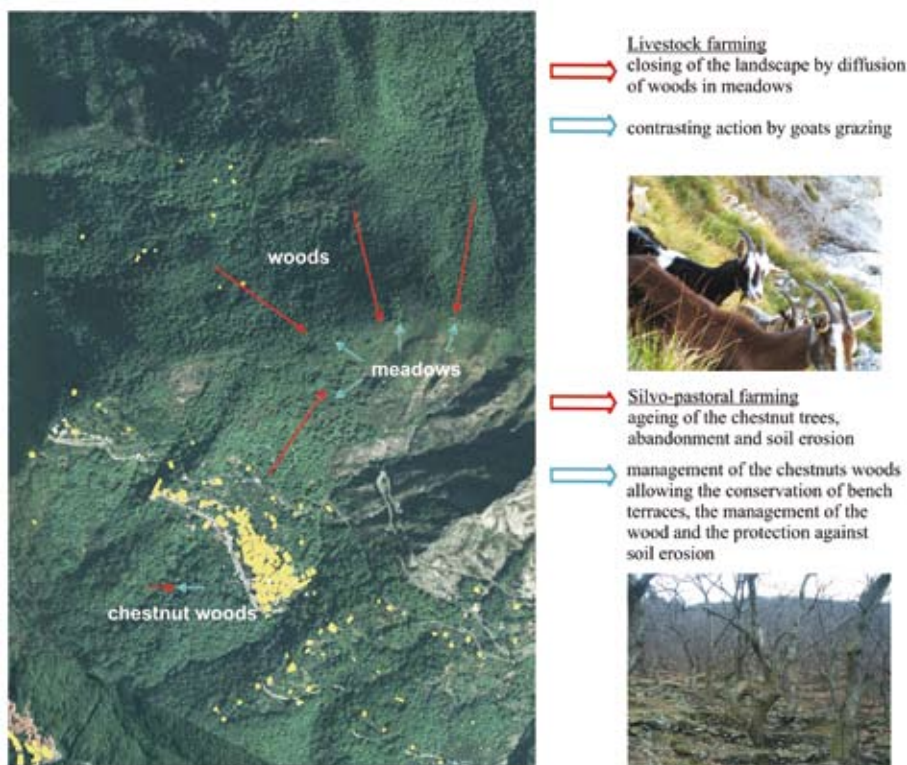 Livestock farming
closing of the landscape by diffusion
of woods in meadows
contrasting action by goats grazing
woods
meadows
Silvo-pastoral farming
ageing of the chestnut trees,
abandonment and soil erosion
management of the chestnuts woods
allowing the conservation of bench
terraces, the management of the
wood and the protection against
soil erosion
chestnut woods